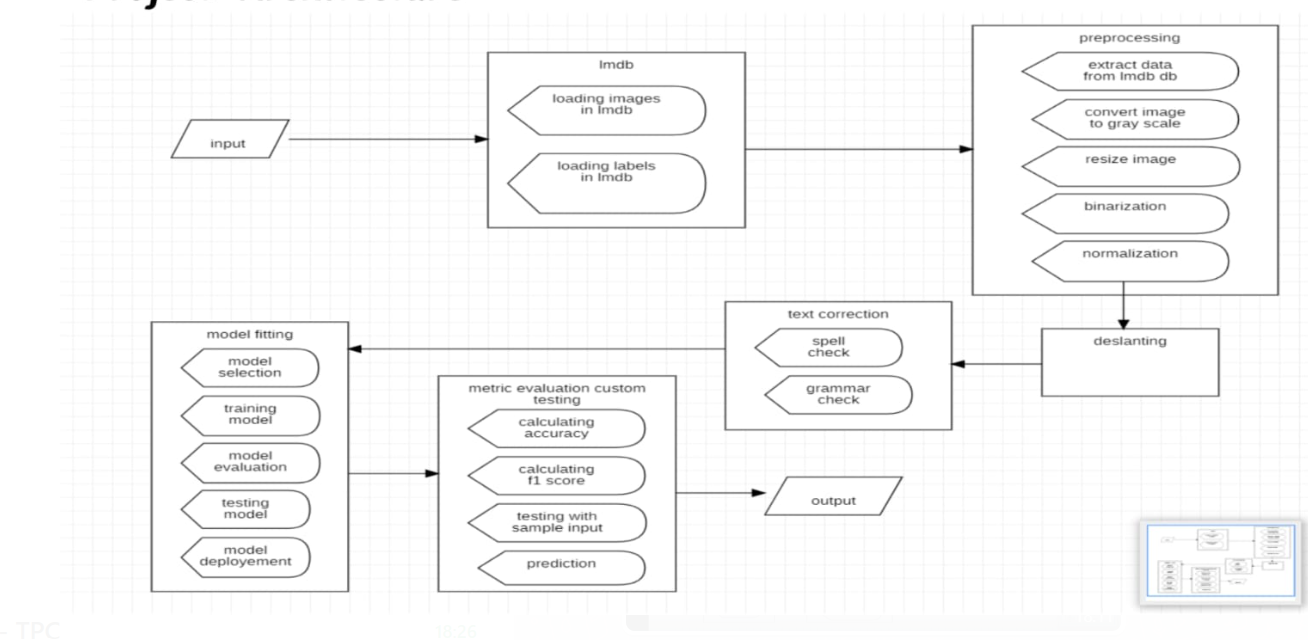 input
lmdb
loading images
in lmdb
loading labels
in lmdb
preprocessing
extract data
from lmdb db
convert image
to gray scale
resize image
binarization
normalization
deslanting
text correction
spell
check
grammar
check
model fitting
model
selection
training
model
model
evaluation
testing
model
model
deployement
metric evaluation custom
testing
calculating
accuracy
calculating
f1 score
testing with
sample input
prediction
output
- TPC
18:26